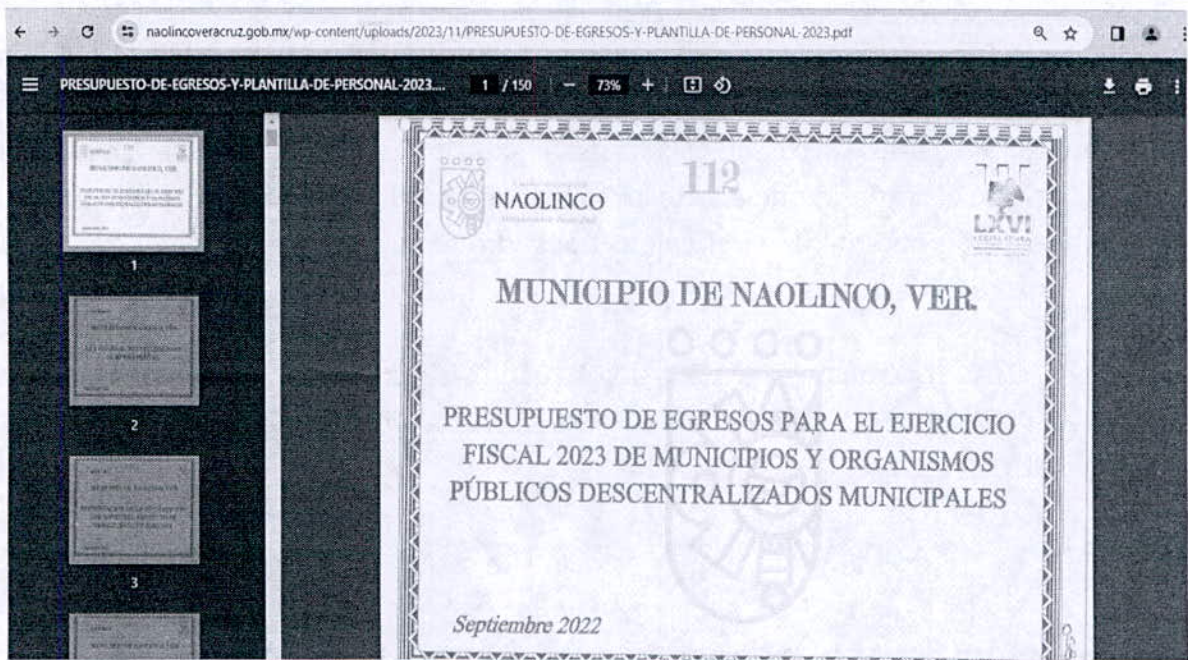 naolincoveracruz.gob.mx/wp-content/uploads/2023/11/PRESUPUESTO-DE-EGRESOS-Y-PLANTILLA-DE-PERSONAL-2023.pdf
PRESUPUESTO-DE-EGRESOS-Y-PLANTILLA-DE-PERSONAL-2023.... 1 / 150 — 73% +
1
2
3
112
NAOLINCO
LXVI
LEGISLATURA
MUNICIPIO DE NAOLINCO, VER.
PRESUPUESTO DE EGRESOS PARA EL EJERCICIO
FISCAL 2023 DE MUNICIPIOS Y ORGANISMOS
PÚBLICOS DESCENTRALIZADOS MUNICIPALES
Septiembre 2022